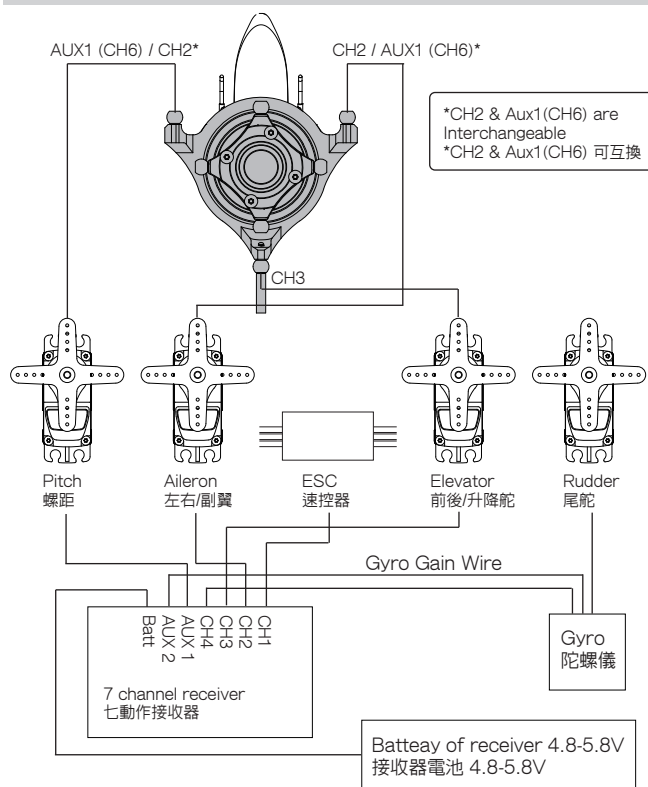 AUX1 (CH6) / CH2*
CH2 / AUX1 (CH6)*
*CH2 & Aux1(CH6) are
Interchangeable
*CH2 & Aux1(CH6) 可互換
CH3
Pitch
螺距
Aileron
左右/副翼
ESC
速控器
Elevator
前後/升降舵
Rudder
尾舵
Gyro Gain Wire
Batt
AUX 2
AUX 1
CH4
CH3
CH2
CH1
7 channel receiver
七動作接收器
Gyro
陀螺儀
Batteay of receiver 4.8-5.8V
接收器電池 4.8-5.8V